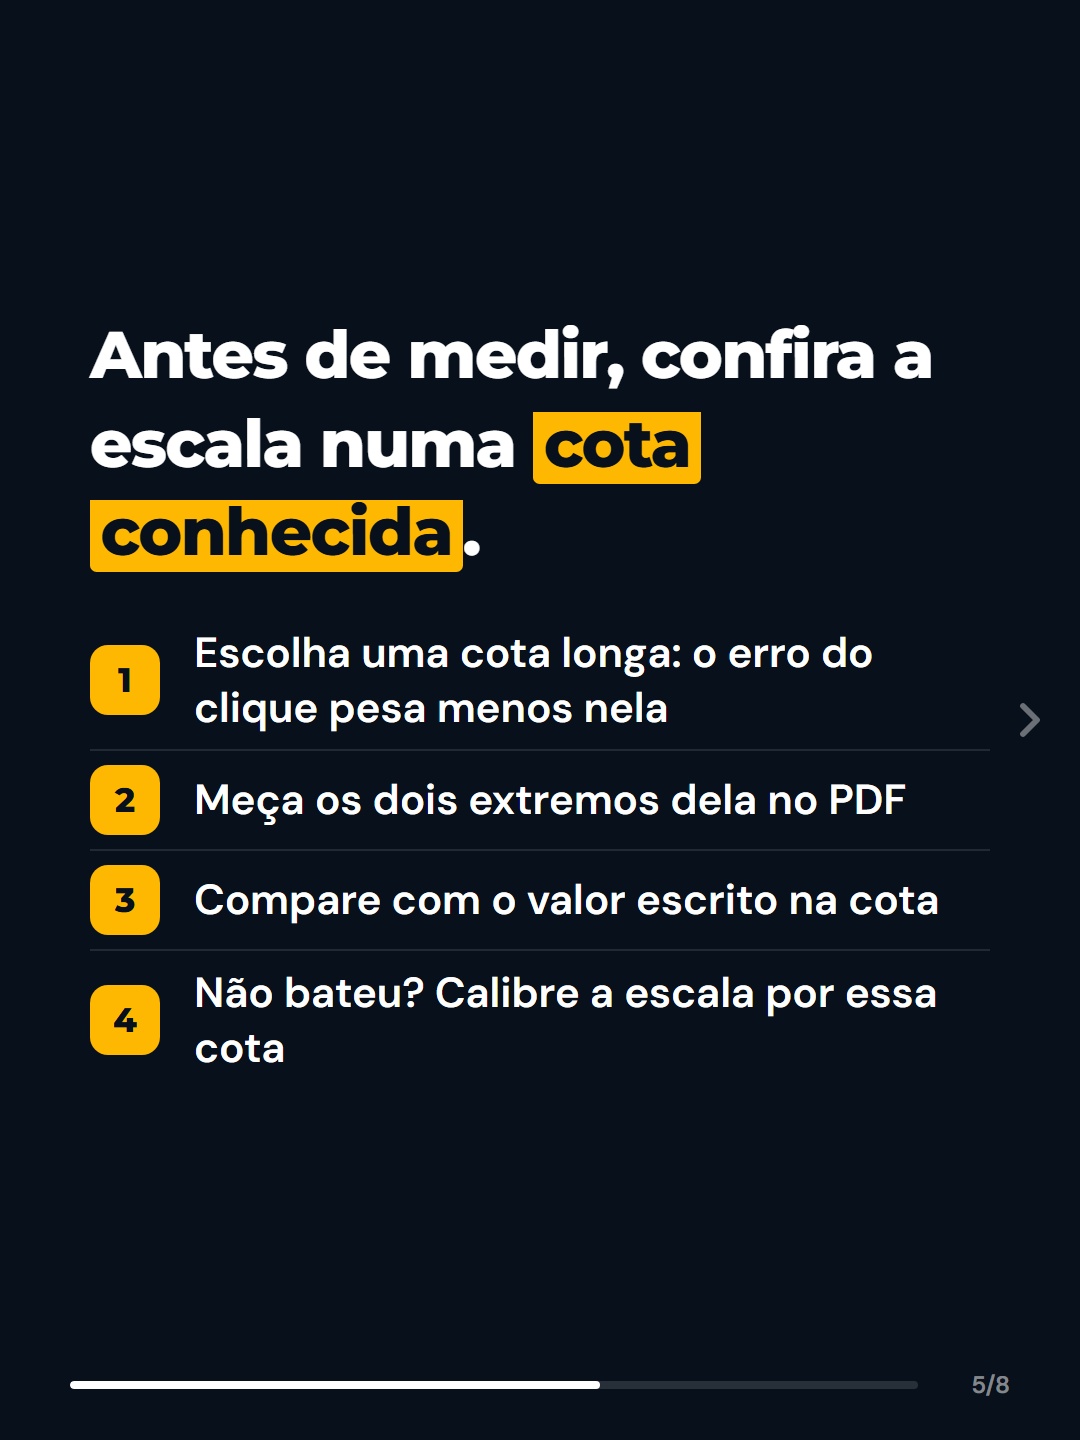 Antes de medir, confira a
escala numa cota
conhecida.
1
Escolha uma cota longa: o erro do
clique pesa menos nela
2
Meça os dois extremos dela no PDF
3
Compare com o valor escrito na cota
4
Não bateu? Calibre a escala por essa
cota
5/8